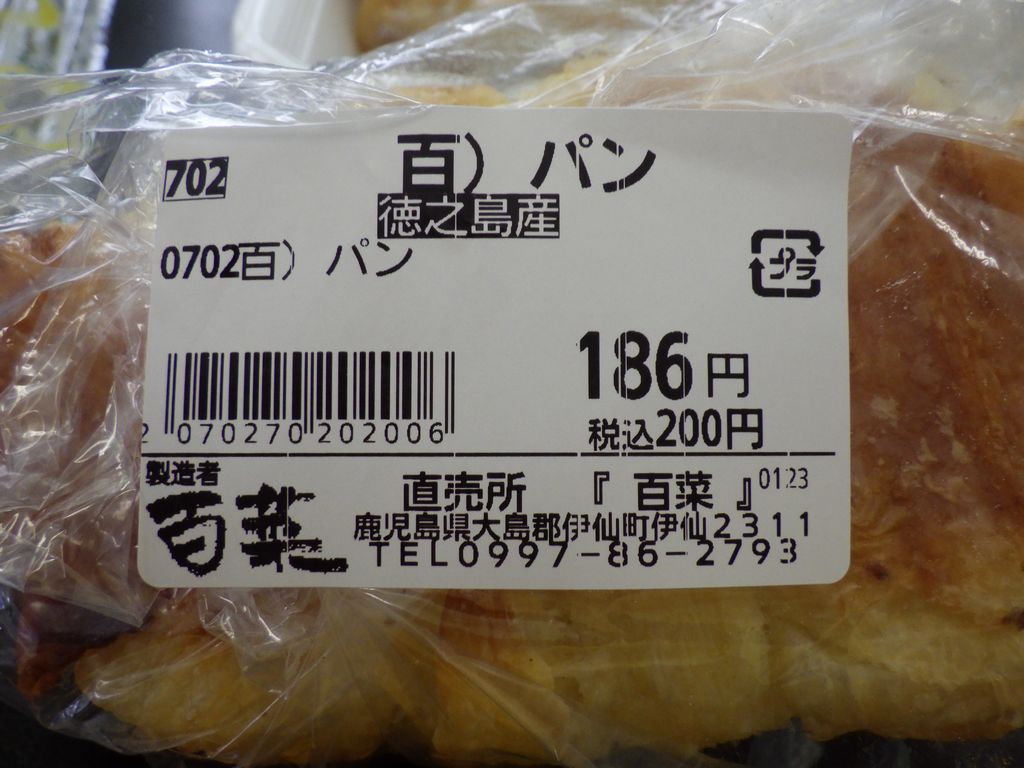 702
百）パン
徳之島産
0702百）パン
プラ
186円
税込200円
2 070270 202006
製造者
百菜
直売所 『百菜』 0123
鹿児島県大島郡伊仙町伊仙2311
TEL0997-86-2793